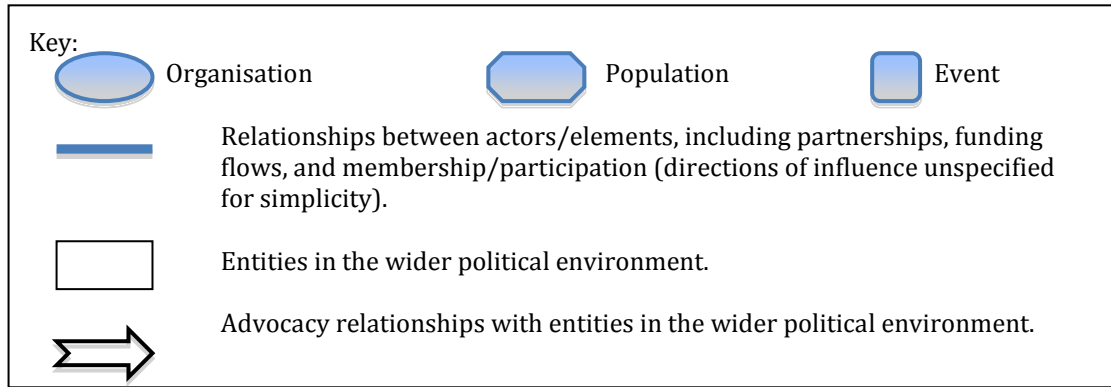 Key:
Organisation Population Event
Relationships between actors/elements, including partnerships, funding
flows, and membership/participation (directions of influence unspecified
for simplicity).
Entities in the wider political environment.
Advocacy relationships with entities in the wider political environment.